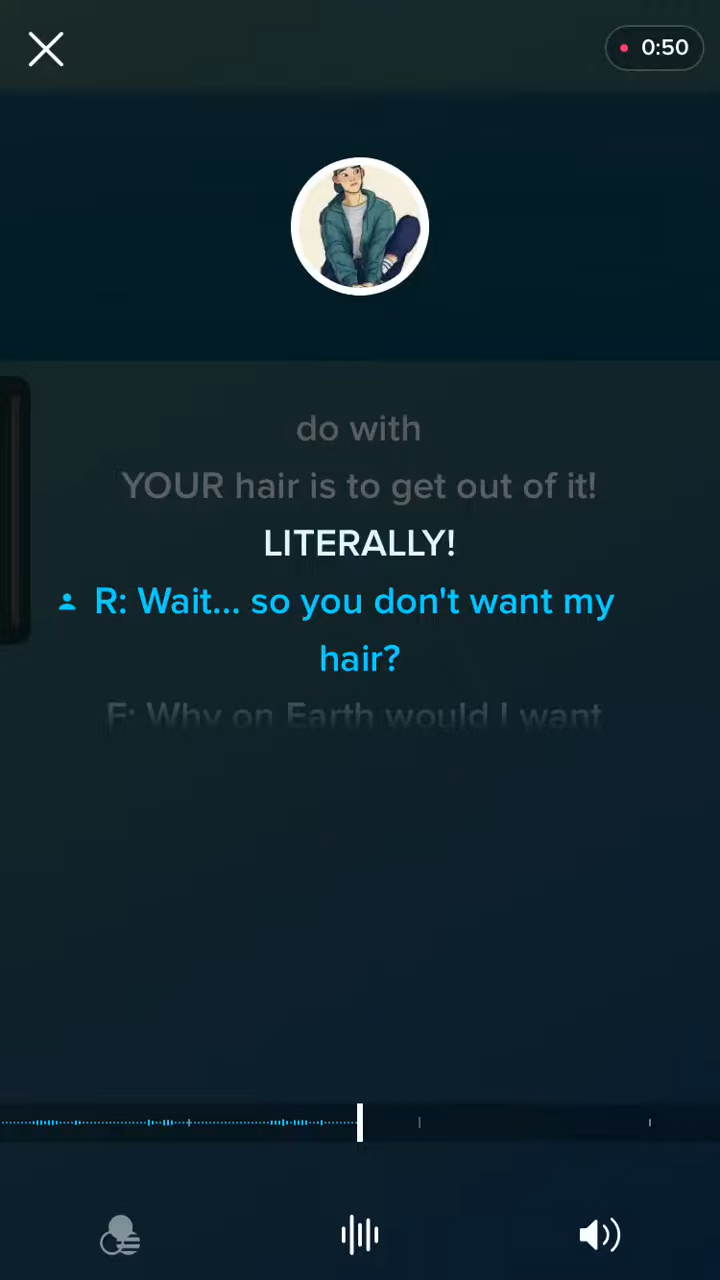 0:50
do with
YOUR hair is to get out of it!
LITERALLY!
R: Wait... so you don't want my
hair?
F: Why on Earth would I want